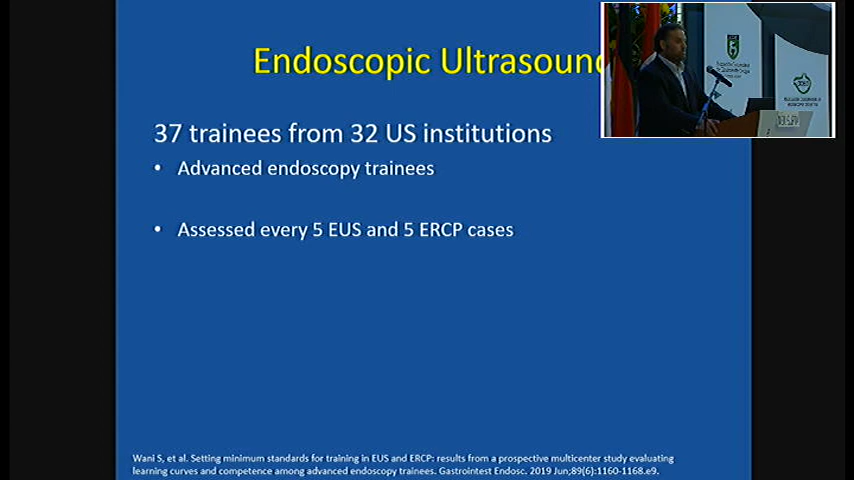 Endoscopic Ultrasound
37 trainees from 32 US institutions
• Advanced endoscopy trainees
• Assessed every 5 EUS and 5 ERCP cases
Wani S, et al. Setting minimum standards for training in EUS and ERCP: results from a prospective multicenter study evaluating
learning curves and competence among advanced endoscopy trainees. Gastrointest Endosc. 2019 Jun;89(6):1160-1168.e9.